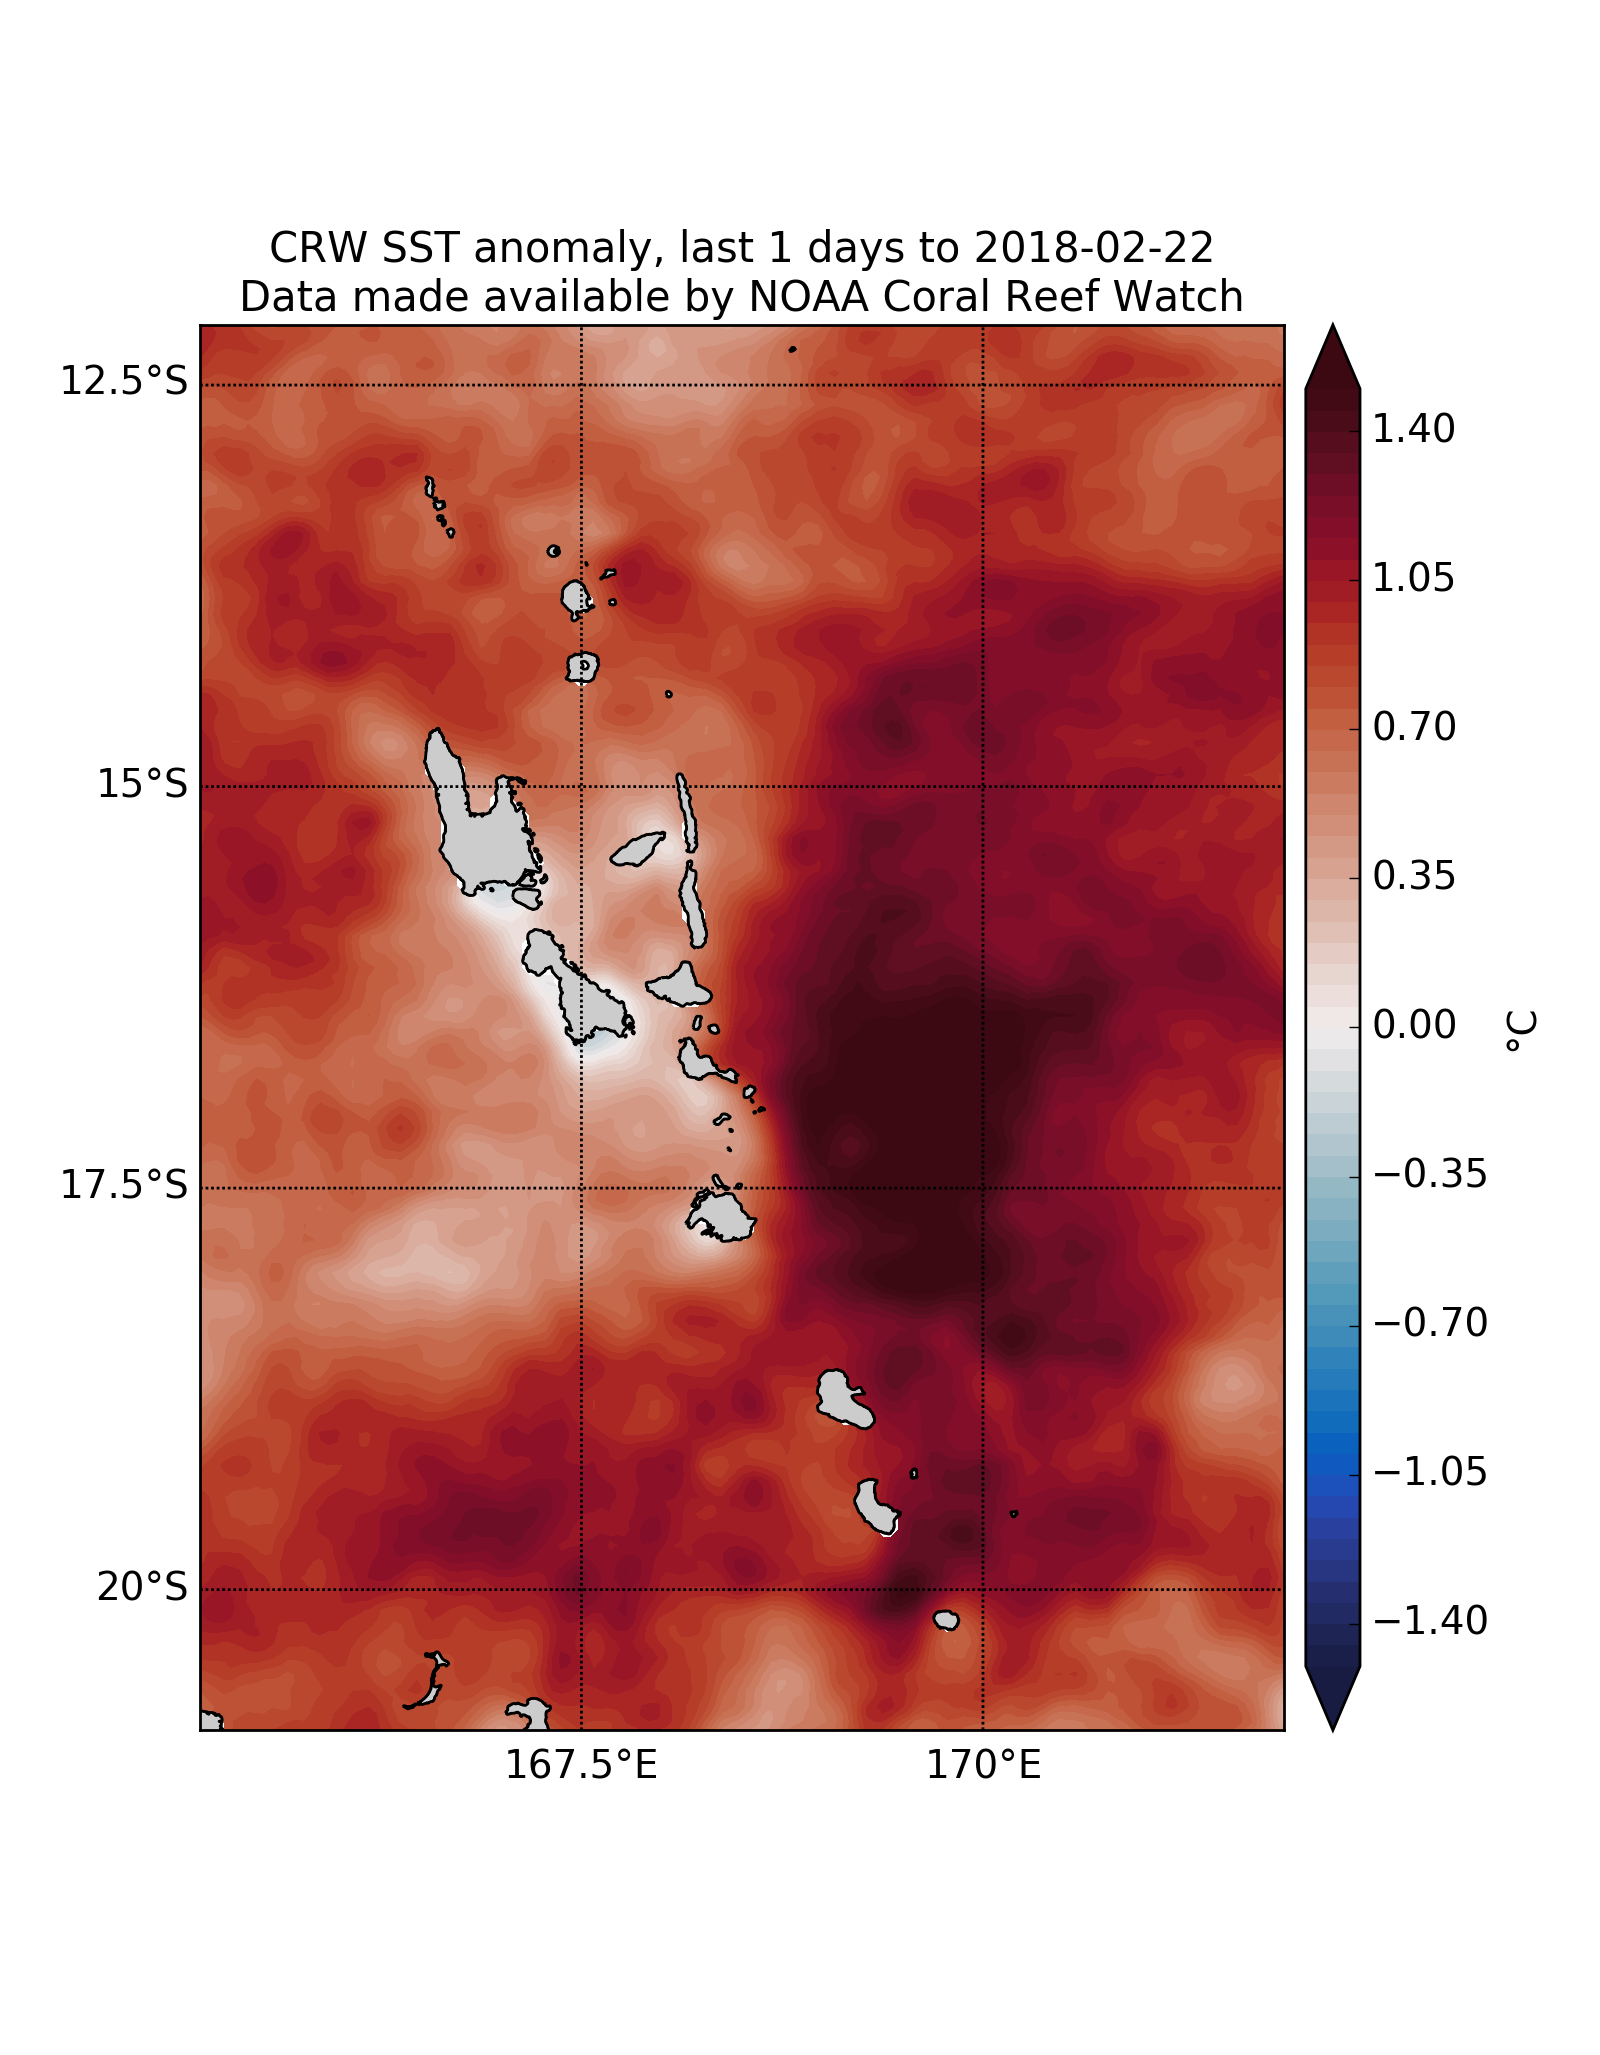 CRW SST anomaly, last 1 days to 2018-02-22
Data made available by NOAA Coral Reef Watch
12.5°S
15°S
17.5°S
20°S
167.5°E
170°E
1.40
1.05
0.70
0.35
0.00
−0.35
−0.70
−1.05
−1.40
°C